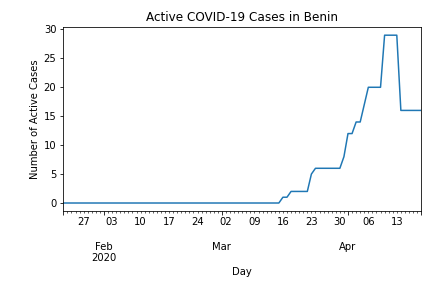 Active COVID-19 Cases in Benin
30
25
20
15
10
5
0
Number of Active Cases
27 03 10 17 24 02 09 16 23 30 06 13
Feb Mar Apr
2020
Day